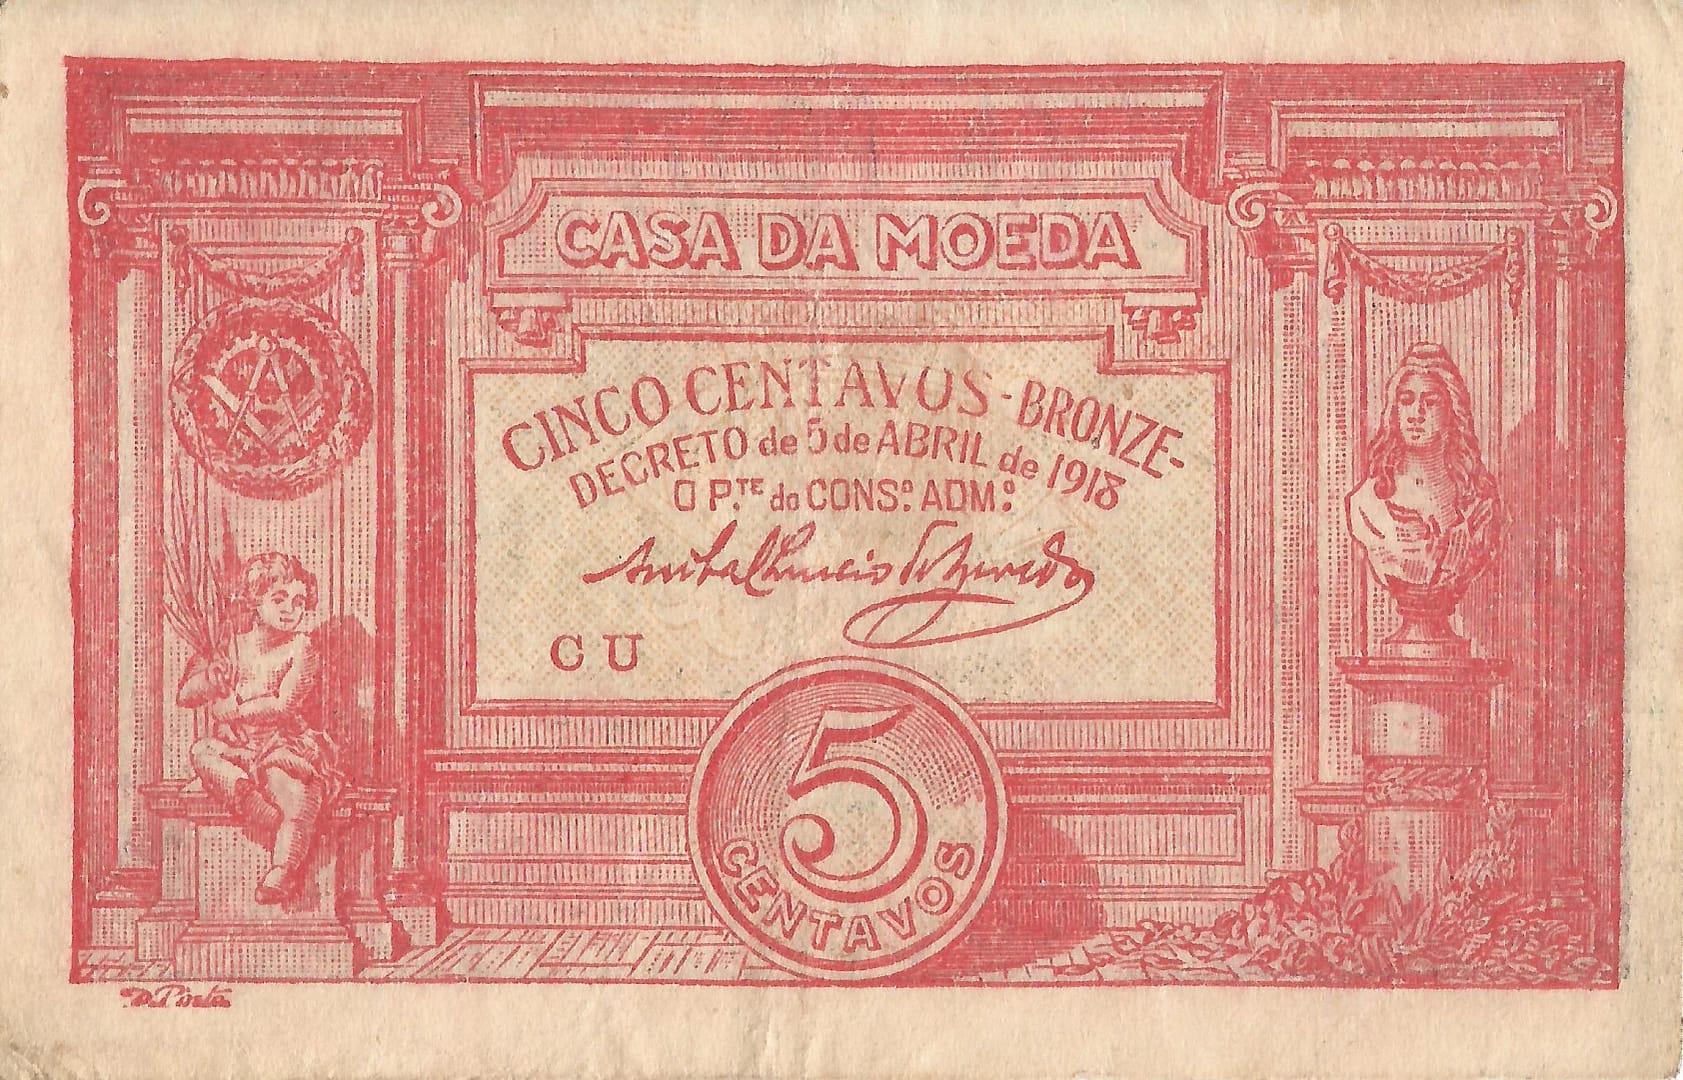 CASA DA MOEDA
CINCO CENTAVOS-BRONZE-
DECRETO de 5 de ABRIL de 1918
O P.TE do CONS.º ADM.º
CU
5
CENTAVOS